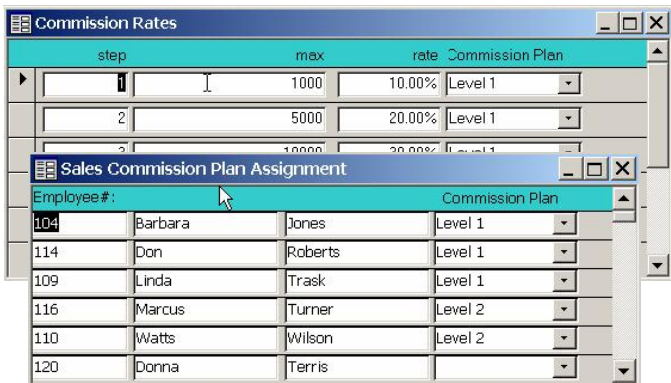 Commission Rates
step max rate Commission Plan
1 1000 10.00% Level 1
2 5000 20.00% Level 1
Sales Commission Plan Assignment
Employee#: Commission Plan
104 Barbara Jones Level 1
114 Don Roberts Level 1
109 Linda Trask Level 1
116 Marcus Turner Level 2
110 Watts Wilson Level 2
120 Donna Terris